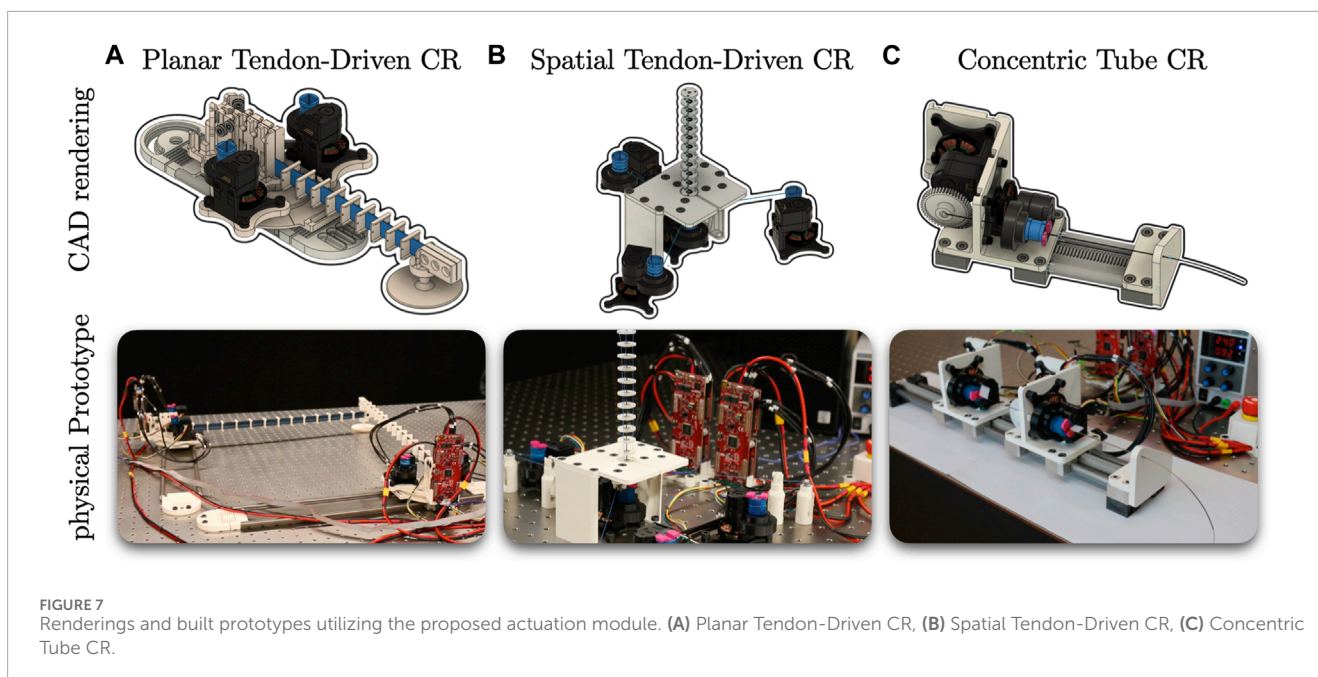 A Planar Tendon-Driven CR
B Spatial Tendon-Driven CR
C Concentric Tube CR
CAD rendering
physical Prototype
FIGURE 7
Renderings and built prototypes utilizing the proposed actuation module. (A) Planar Tendon-Driven CR, (B) Spatial Tendon-Driven CR, (C) Concentric
Tube CR.